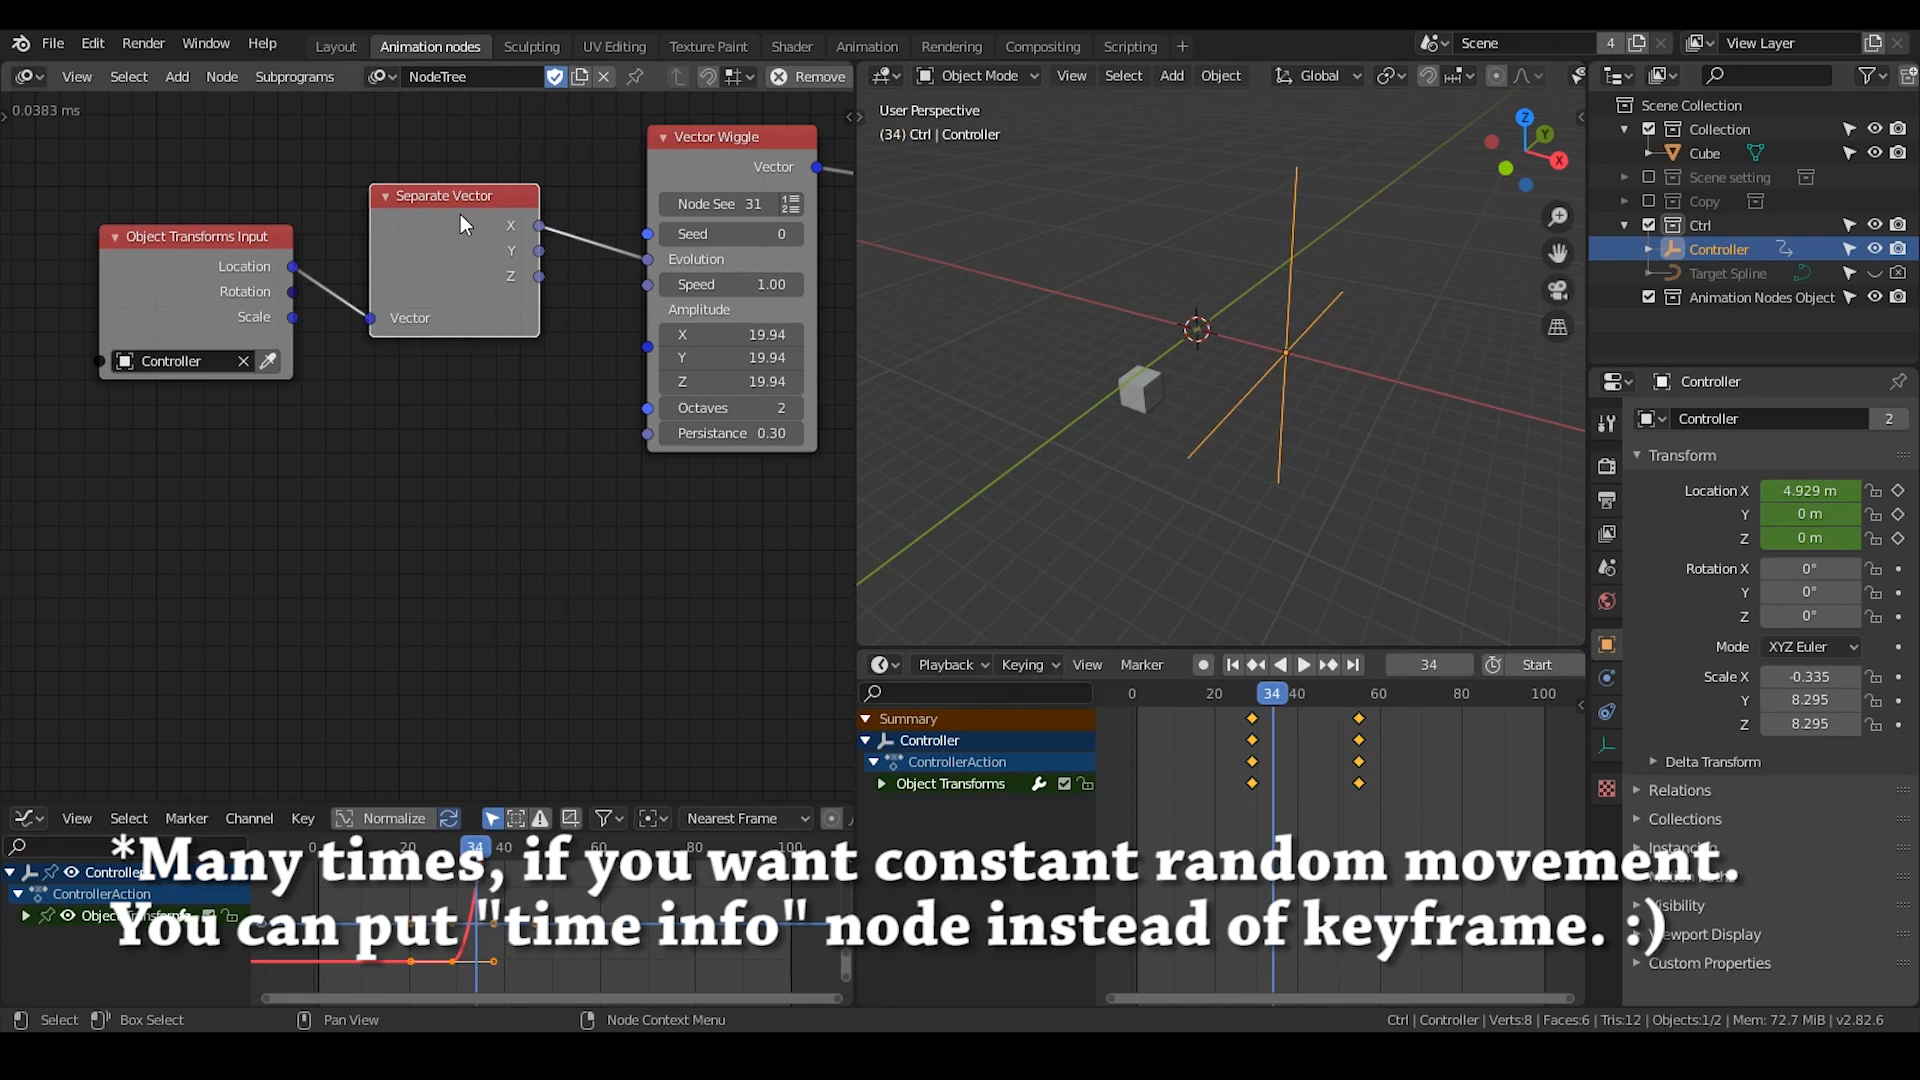 File Edit Render Window Help Layout Animation nodes Sculpting UV Editing Texture Paint Shader Animation Rendering Compositing Scripting Scene 4 View Layer
View Select Add Node Subprograms NodeTree Remove
0.0383 ms
Object Transforms Input
Location
Rotation
Scale
Controller
Separate Vector
X
Y
Z
Vector
Vector Wiggle
Vector
Node See 31
Seed 0
Evolution
Speed 1.00
Amplitude
X 19.94
Y 19.94
Z 19.94
Octaves 2
Persistance 0.30
Object Mode View Select Add Object Global
User Perspective
(34) Ctrl | Controller
Z
Y
X
Scene Collection
Collection
Cube
Scene setting
Copy
Ctrl
Controller
Target Spline
Animation Nodes Object
Controller
Controller 2
Transform
Location X 4.929 m
Y 0 m
Z 0 m
Rotation X 0°
Y 0°
Z 0°
Mode XYZ Euler
Scale X -0.335
Y 8.295
Z 8.295
Delta Transform
Relations
Collections
Visibility
Viewport Display
Custom Properties
Playback Keying View Marker 34 Start
0 20 34 40 60 80 100
Summary
Controller
ControllerAction
Object Transforms
View Select Marker Channel Key Normalize Nearest Frame
34 40
ControllerAction
*Many times, if you want constant random movement.
You can put "time info" node instead of keyframe. :)
Select Box Select Pan View Node Context Menu Ctrl | Controller | Verts:8 | Faces:6 | Tris:12 | Objects:1/2 | Mem: 72.7 MiB | v2.82.6